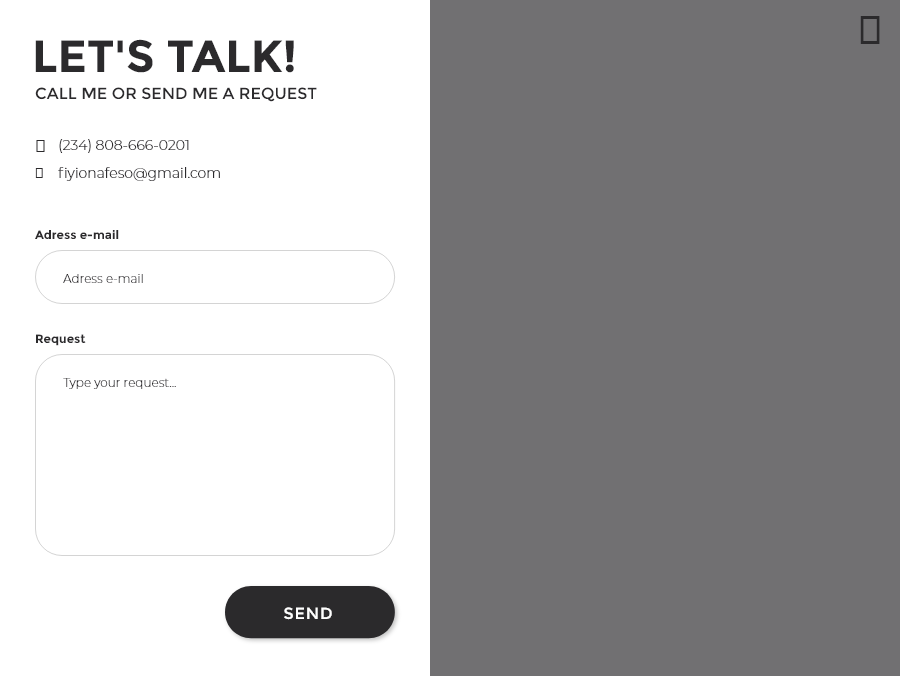 LET'S TALK!
CALL ME OR SEND ME A REQUEST
(234) 808-666-0201
fiyionafeso@gmail.com
Adress e-mail
Adress e-mail
Request
Type your request...
SEND